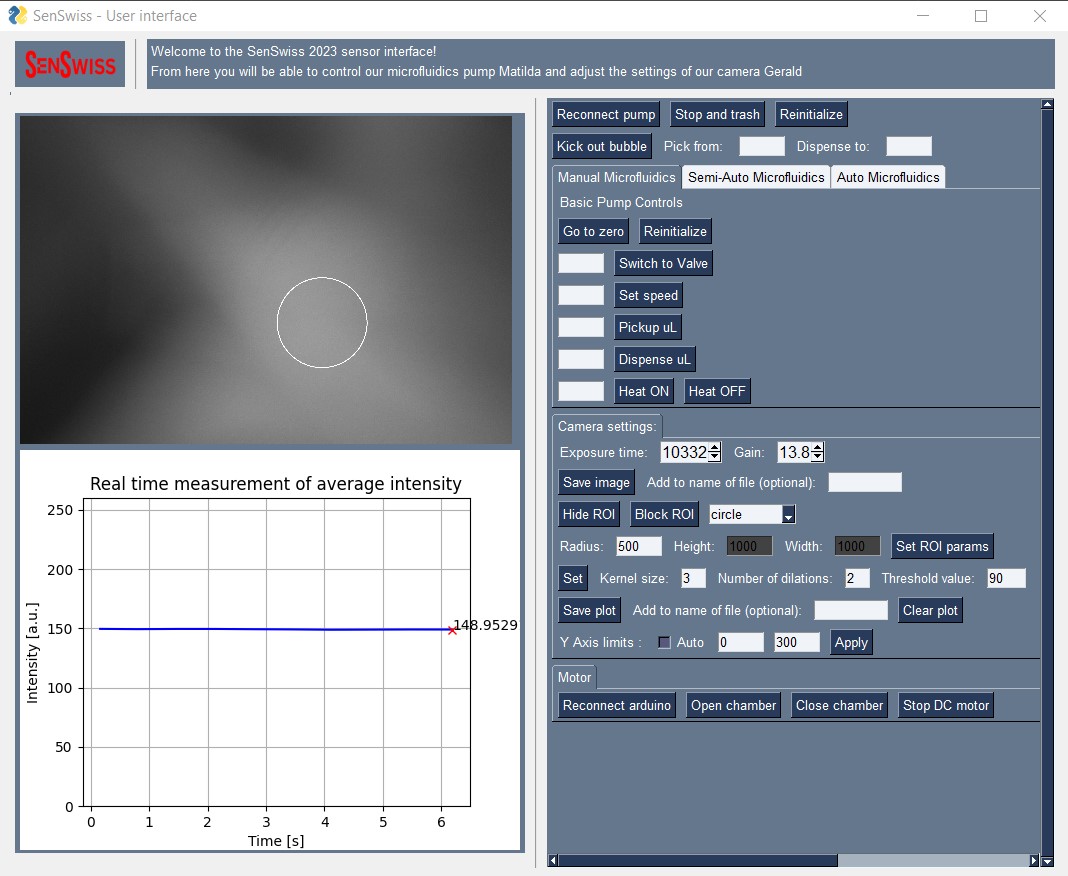 SenSwiss - User interface
SENSWISS
Welcome to the SenSwiss 2023 sensor interface!
From here you will be able to control our microfluidics pump Matilda and adjust the settings of our camera Gerald
Real time measurement of average intensity
250
200
150
100
50
0
148.9529
0 1 2 3 4 5 6
Intensity [a.u.]
Time [s]
Reconnect pump Stop and trash Reinitialize
Kick out bubble Pick from: Dispense to:
Manual Microfluidics Semi-Auto Microfluidics Auto Microfluidics
Basic Pump Controls
Go to zero Reinitialize
Switch to Valve
Set speed
Pickup uL
Dispense uL
Heat ON Heat OFF
Camera settings:
Exposure time: 10332 Gain: 13.8
Save image Add to name of file (optional):
Hide ROI Block ROI circle
Radius: 500 Height: 1000 Width: 1000 Set ROI params
Set Kernel size: 3 Number of dilations: 2 Threshold value: 90
Save plot Add to name of file (optional): Clear plot
Y Axis limits : Auto 0 300 Apply
Motor
Reconnect arduino Open chamber Close chamber Stop DC motor